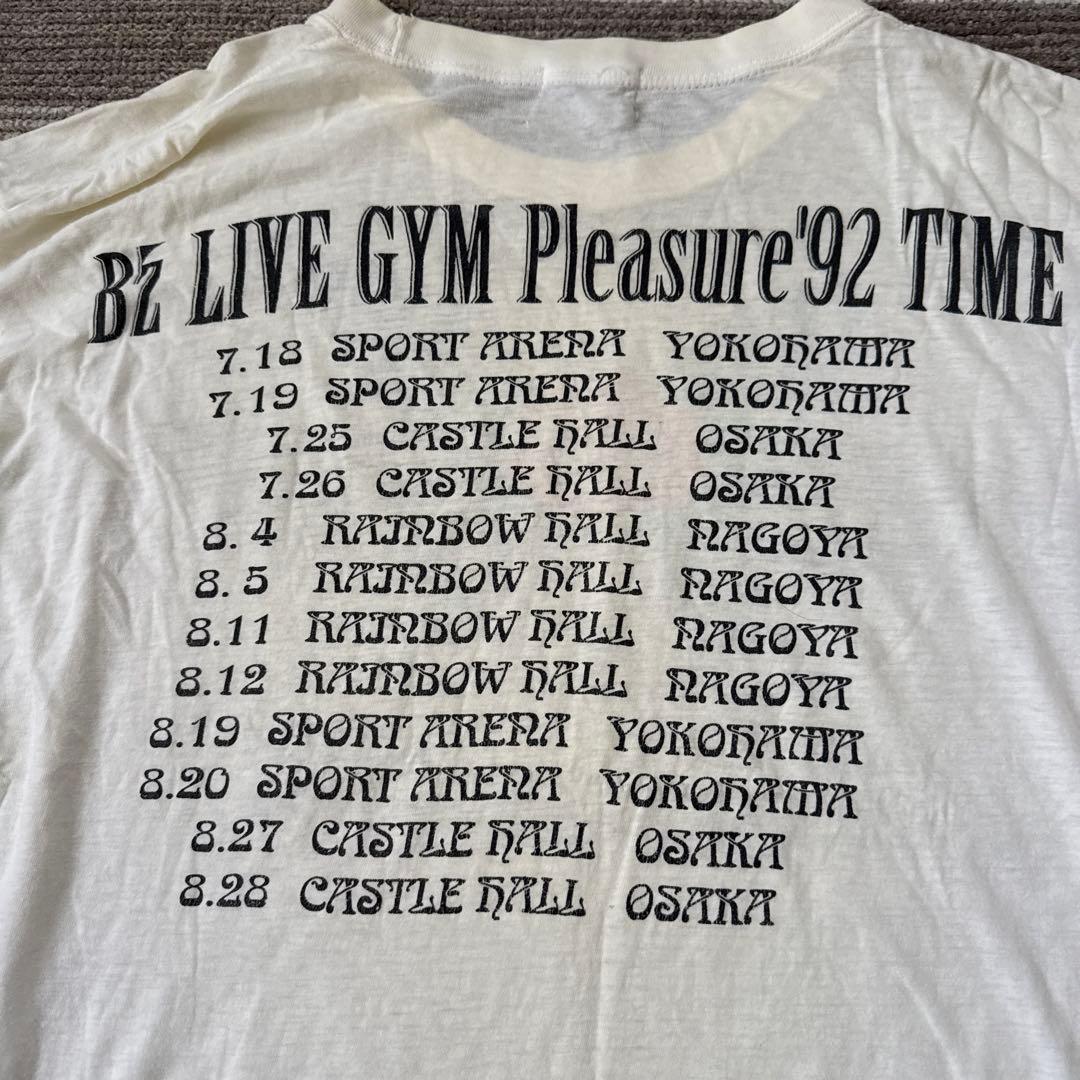 B'z LIVE GYM Pleasure'92 TIME
7.18 SPORT ARENA YOKOHAMA
7.19 SPORT ARENA YOKOHAMA
7.25 CASTLE HALL OSAKA
7.26 CASTLE HALL OSAKA
8.4 RAINBOW HALL NAGOYA
8.5 RAINBOW HALL NAGOYA
8.11 RAINBOW HALL NAGOYA
8.12 RAINBOW HALL NAGOYA
8.19 SPORT ARENA YOKOHAMA
8.20 SPORT ARENA YOKOHAMA
8.27 CASTLE HALL OSAKA
8.28 CASTLE HALL OSAKA